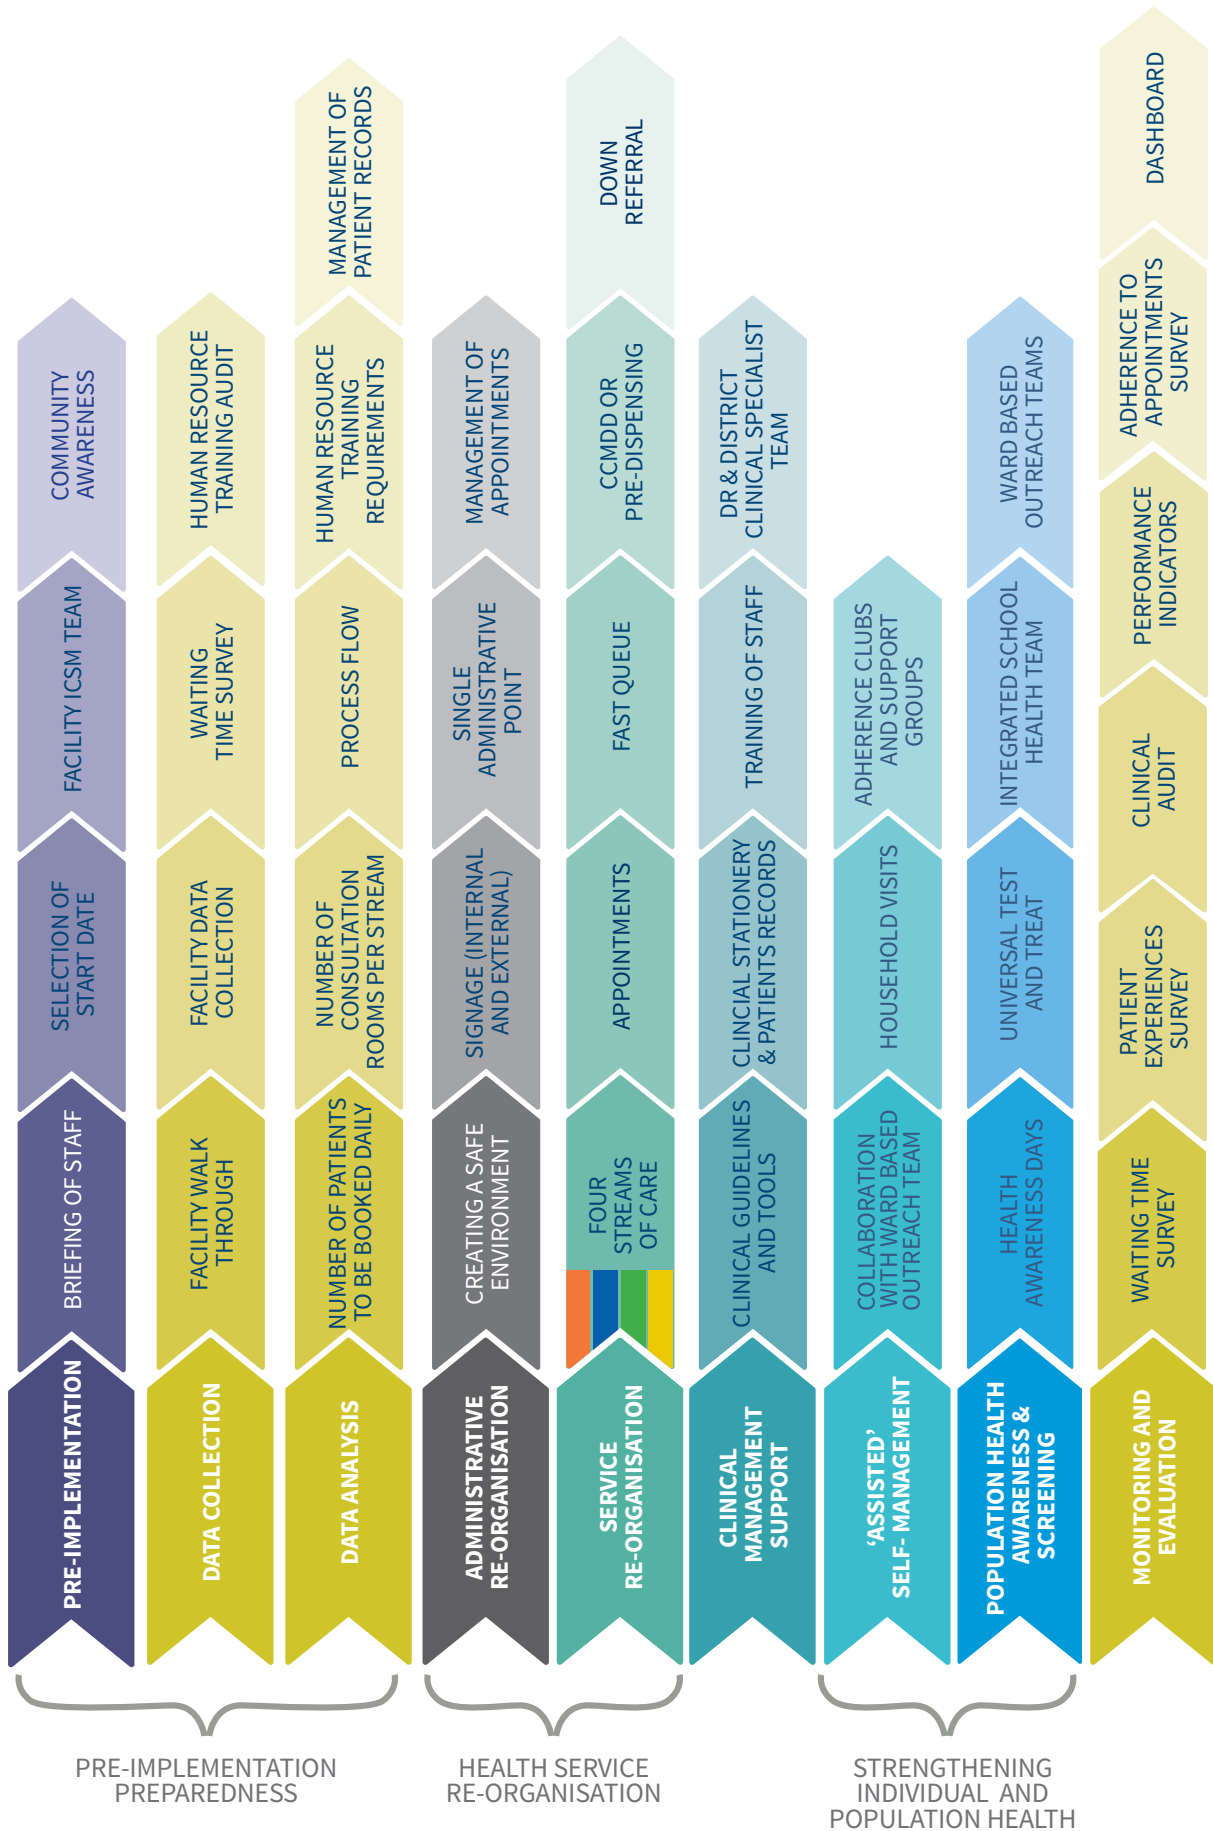 PRE-IMPLEMENTATION
BRIEFING OF STAFF
SELECTION OF
START DATE
FACILITY ICSM TEAM
COMMUNITY
AWARENESS
DATA COLLECTION
FACILITY WALK
THROUGH
FACILITY DATA
COLLECTION
WAITING
TIME SURVEY
HUMAN RESOURCE
TRAINING AUDIT
DATA ANALYSIS
NUMBER OF PATIENTS
TO BE BOOKED DAILY
NUMBER OF
CONSULTATION
ROOMS PER STREAM
PROCESS FLOW
HUMAN RESOURCE
TRAINING
REQUIREMENTS
MANAGEMENT OF
PATIENT RECORDS
ADMINISTRATIVE
RE-ORGANISATION
CREATING A SAFE
ENVIRONMENT
SIGNAGE (INTERNAL
AND EXTERNAL)
SINGLE
ADMINISTRATIVE
POINT
MANAGEMENT OF
APPOINTMENTS
SERVICE
RE-ORGANISATION
FOUR
STREAMS
OF CARE
APPOINTMENTS
FAST QUEUE
CCMDD OR
PRE-DISPENSING
DOWN
REFERRAL
CLINICAL
MANAGEMENT
SUPPORT
CLINICAL GUIDELINES
AND TOOLS
CLINCIAL STATIONERY
& PATIENTS RECORDS
TRAINING OF STAFF
DR & DISTRICT
CLINICAL SPECIALIST
TEAM
‘ASSISTED’
SELF- MANAGEMENT
COLLABORATION
WITH WARD BASED
OUTREACH TEAM
HOUSEHOLD VISITS
ADHERENCE CLUBS
AND SUPPORT
GROUPS
POPULATION HEALTH
AWARENESS &
SCREENING
HEALTH
AWARENESS DAYS
UNIVERSAL TEST
AND TREAT
INTEGRATED SCHOOL
HEALTH TEAM
WARD BASED
OUTREACH TEAMS
MONITORING AND
EVALUATION
WAITING TIME
SURVEY
PATIENT
EXPERIENCES
SURVEY
CLINICAL
AUDIT
PERFORMANCE
INDICATORS
ADHERENCE TO
APPOINTMENTS
SURVEY
DASHBOARD
PRE-IMPLEMENTATION
PREPAREDNESS
HEALTH SERVICE
RE-ORGANISATION
STRENGTHENING
INDIVIDUAL AND
POPULATION HEALTH